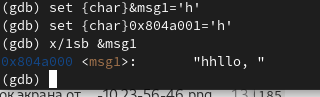 (gdb) set {char}&msg1='h'
(gdb) set {char}0x804a001='h'
(gdb) x/1sb &msg1
0x804a000 <msg1>: "hhllo, "
(gdb)